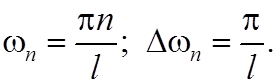 ωₙ = πn/l; Δωₙ = π/l.